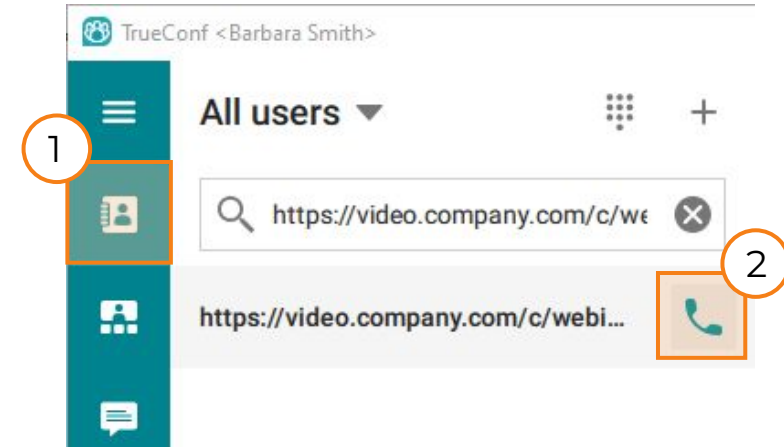 TrueConf <Barbara Smith>
All users
1
https://video.company.com/c/we
2
https://video.company.com/c/webi...